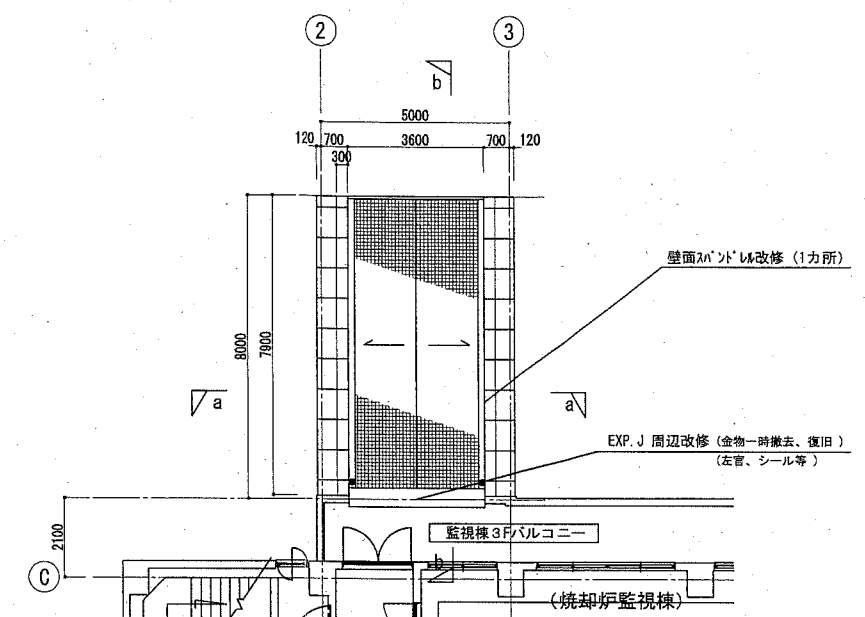 2
3
b
5000
120
700
3600
700
120
300
8000
7900
壁面スパンドレル改修 (1カ所)
a
a
EXP.J 周辺改修 (金物一時撤去、復旧 )
(左官、シール等 )
2100
監視棟3Fバルコニー
C
b
(焼却炉監視棟)